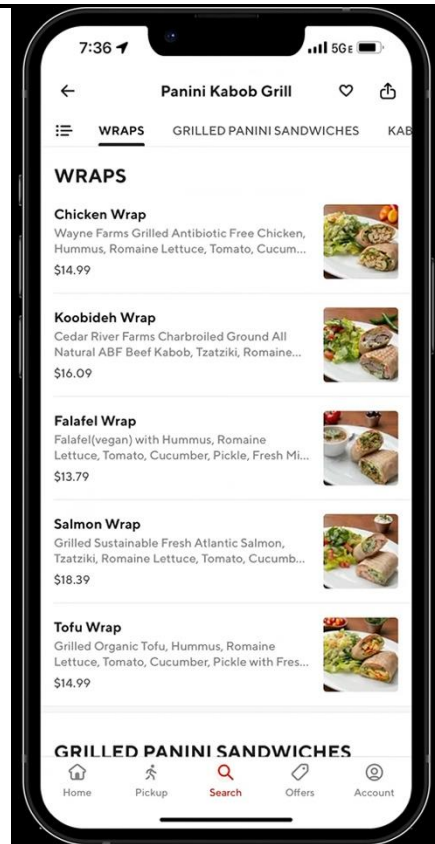 7:36
5GE
Panini Kabob Grill
WRAPS GRILLED PANINI SANDWICHES KAB
WRAPS
Chicken Wrap
Wayne Farms Grilled Antibiotic Free Chicken,
Hummus, Romaine Lettuce, Tomato, Cucum...
$14.99
Koobideh Wrap
Cedar River Farms Charbroiled Ground All
Natural ABF Beef Kabob, Tzatziki, Romaine...
$16.09
Falafel Wrap
Falafel(vegan) with Hummus, Romaine
Lettuce, Tomato, Cucumber, Pickle, Fresh Mi...
$13.79
Salmon Wrap
Grilled Sustainable Fresh Atlantic Salmon,
Tzatziki, Romaine Lettuce, Tomato, Cucumb...
$18.39
Tofu Wrap
Grilled Organic Tofu, Hummus, Romaine
Lettuce, Tomato, Cucumber, Pickle with Fres...
$14.99
GRILLED PANINI SANDWICHES
Home Pickup Search Offers Account